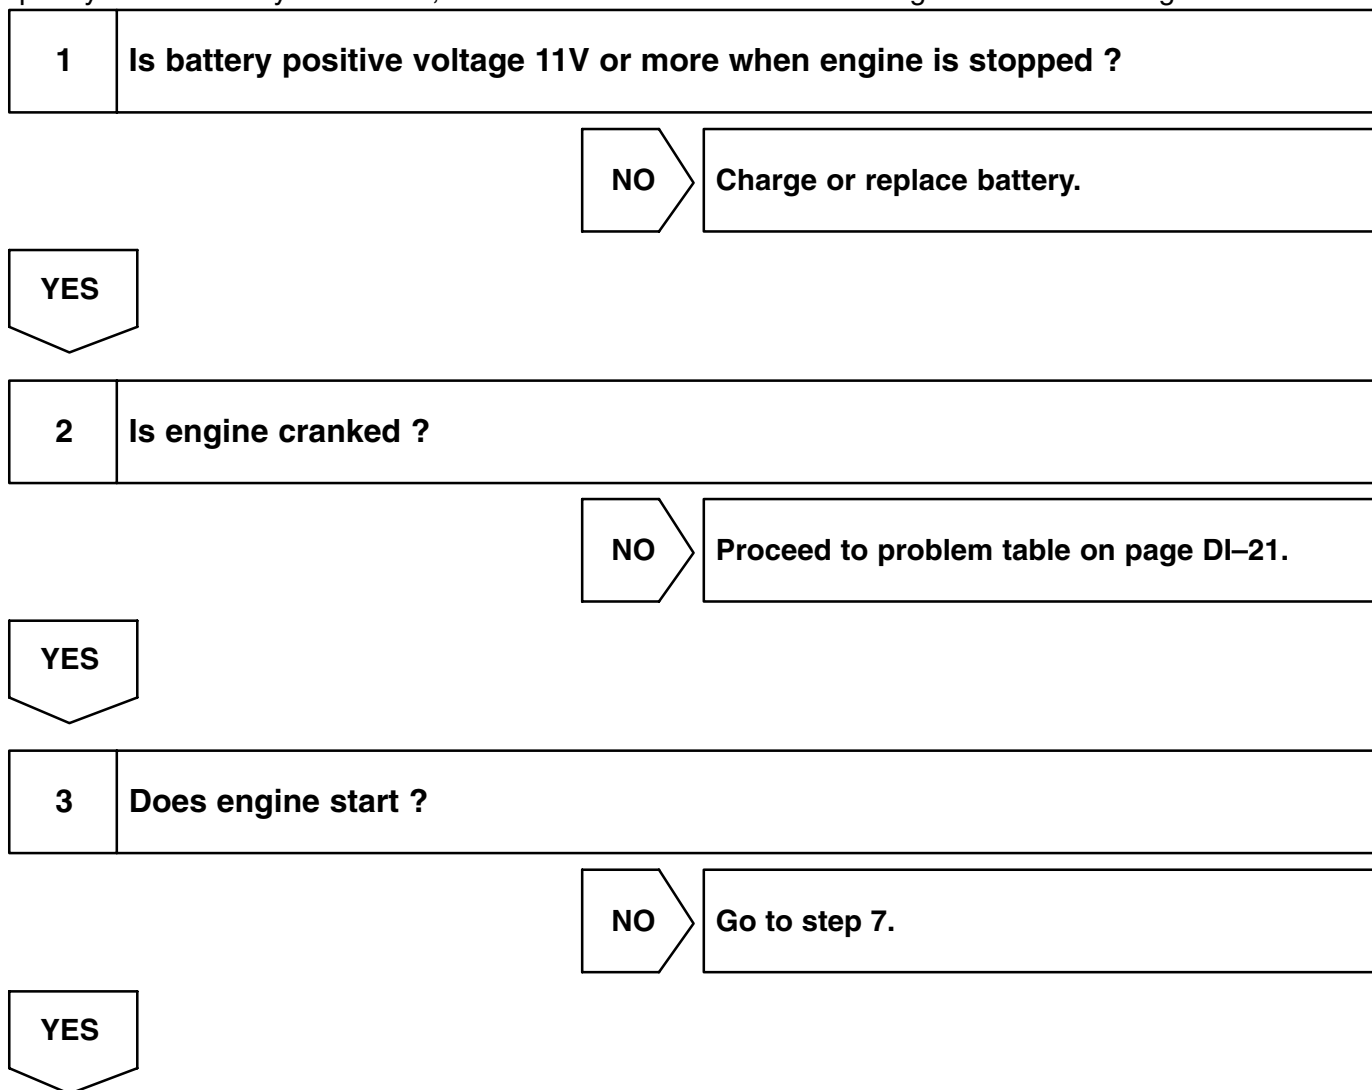 1 Is battery positive voltage 11V or more when engine is stopped ?
NO Charge or replace battery.
YES
2 Is engine cranked ?
NO Proceed to problem table on page DI–21.
YES
3 Does engine start ?
NO Go to step 7.
YES